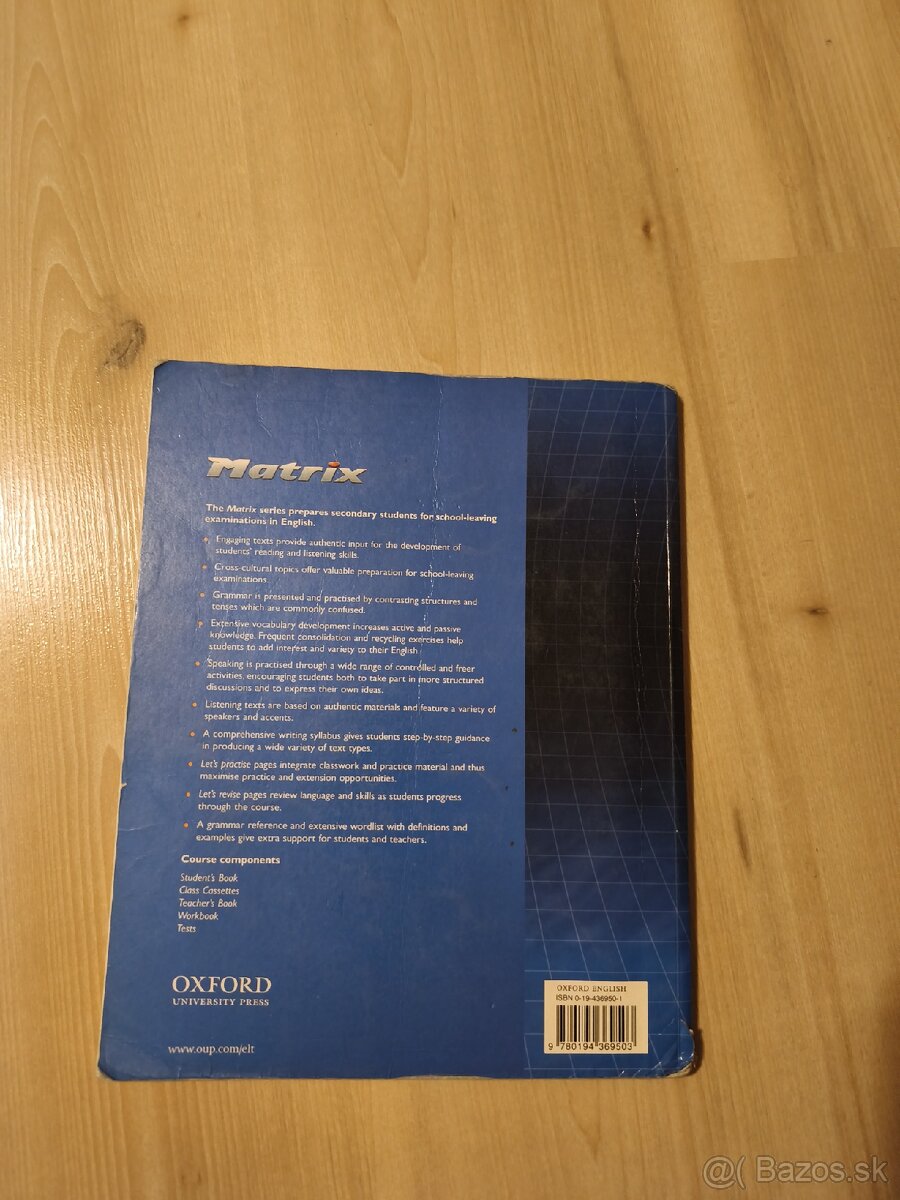 Matrix
The Matrix series prepares secondary students for school-leaving
examinations in English.
• Engaging texts provide authentic input for the development of
students' reading and listening skills.
• Cross-cultural topics offer valuable preparation for school-leaving
examinations.
• Grammar is presented and practised by contrasting structures and
tenses which are commonly confused.
• Extensive vocabulary development increases active and passive
knowledge. Frequent consolidation and recycling exercises help
students to add interest and variety to their English.
• Speaking is practised through a wide range of controlled and freer
activities, encouraging students both to take part in more structured
discussions and to express their own ideas.
• Listening texts are based on authentic materials and feature a variety of
speakers and accents.
• A comprehensive writing syllabus gives students step-by-step guidance
in producing a wide variety of text types.
• Let's practise pages integrate classwork and practice material and thus
maximise practice and extension opportunities.
• Let's revise pages review language and skills as students progress
through the course.
• A grammar reference and extensive wordlist with definitions and
examples give extra support for students and teachers.
Course components
Student's Book
Class Cassettes
Teacher's Book
Workbook
Tests
OXFORD
UNIVERSITY PRESS
www.oup.com/elt
OXFORD ENGLISH
ISBN 0-19-436950-1
9 780194 369503
@( Bazos.sk